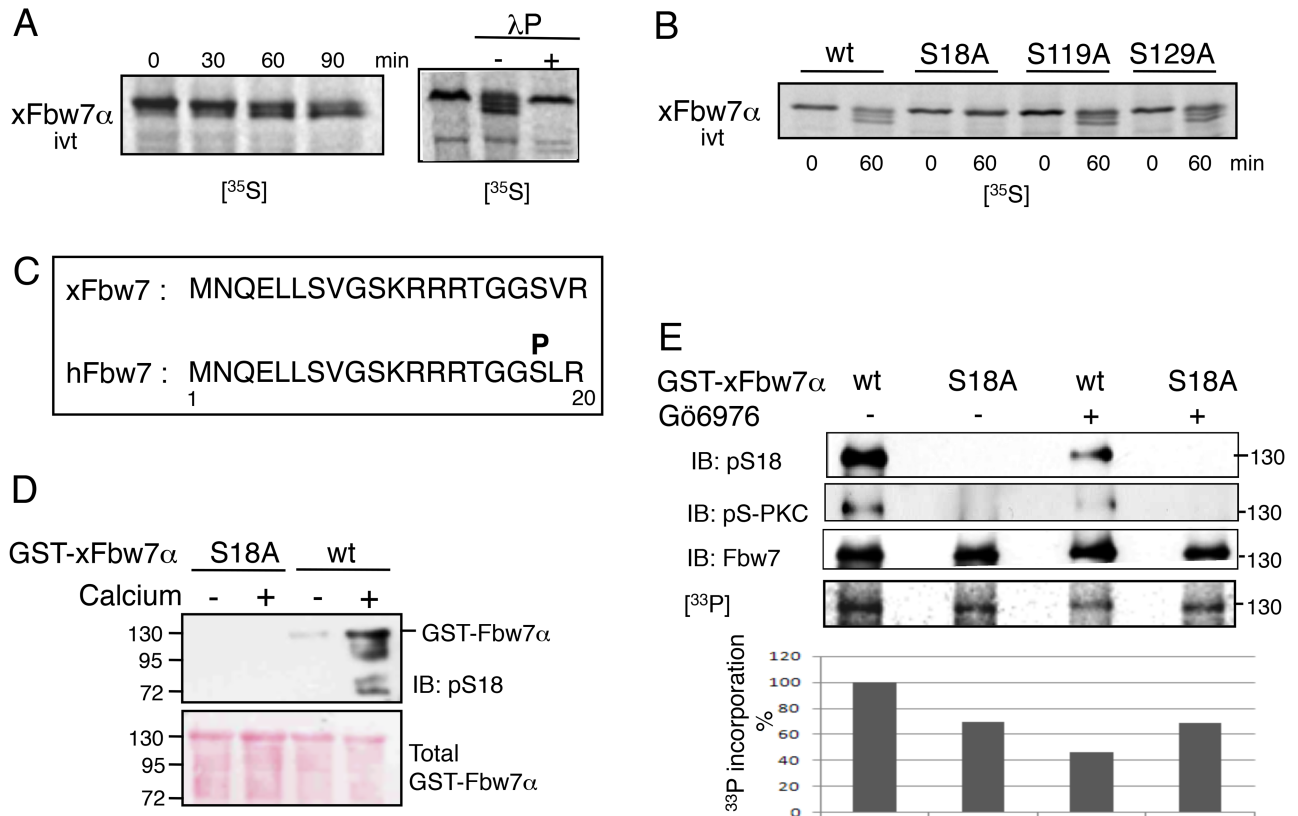 A
λP
0 30 60 90 min - +
xFbw7α
ivt
[³⁵S] [³⁵S]
B
wt S18A S119A S129A
xFbw7α
ivt
0 60 0 60 0 60 0 60 min
[³⁵S]
C
xFbw7 : MNQELLSVGSKRRRTGGSVR
P
hFbw7 : MNQELLSVGSKRRRTGGSLR
1 20
D
GST-xFbw7α S18A wt
Calcium - + - +
130 GST-Fbw7α
95
72 IB: pS18
130 Total
95 GST-Fbw7α
72
E
GST-xFbw7α wt S18A wt S18A
Gö6976 - - + +
IB: pS18 130
IB: pS-PKC 130
IB: Fbw7 130
[³³P] 130
³³P incorporation
%
120
100
80
60
40
20
0